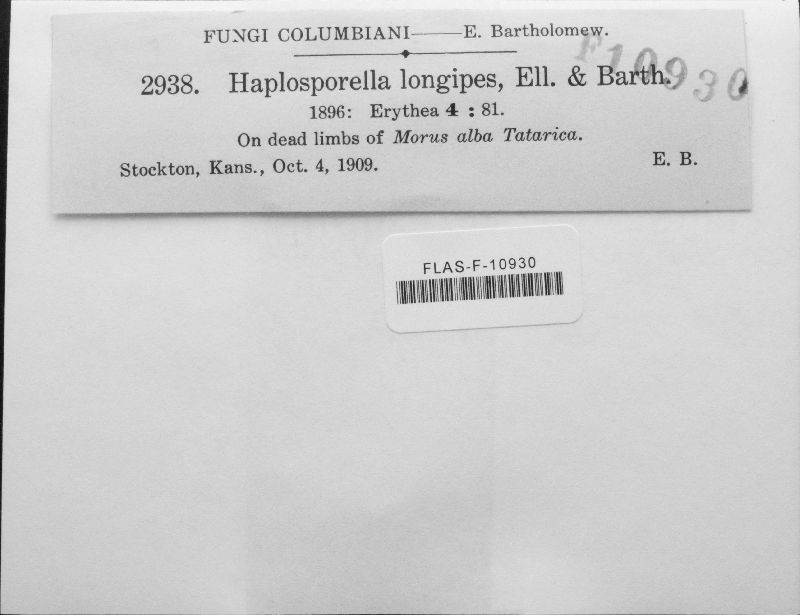 FUNGI COLUMBIANI——E. Bartholomew.
F10930
2938. Haplosporella longipes, Ell. & Barth.
1896: Erythea 4 : 81.
On dead limbs of Morus alba Tatarica.
Stockton, Kans., Oct. 4, 1909. E. B.
FLAS-F-10930